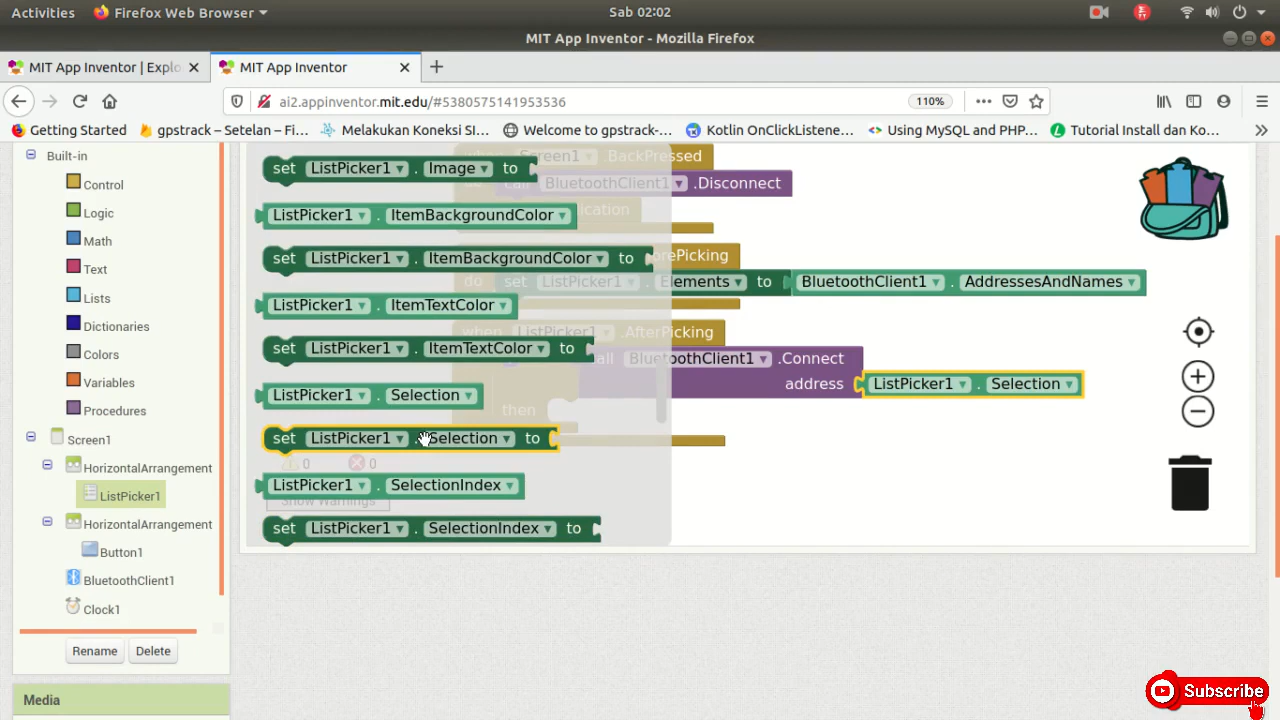 Activities Firefox Web Browser Sab 02:02
MIT App Inventor - Mozilla Firefox
MIT App Inventor | Explo MIT App Inventor
ai2.appinventor.mit.edu/#5380575141953536 110%
Getting Started gpstrack – Setelan – Fi... Melakukan Koneksi SI... Welcome to gpstrack-... Kotlin OnClickListene... Using MySQL and PHP,... Tutorial Install dan Ko...
Built-in
Control
Logic
Math
Text
Lists
Dictionaries
Colors
Variables
Procedures
Screen1
HorizontalArrangement
ListPicker1
HorizontalArrangement
Button1
BluetoothClient1
Clock1
Rename Delete
Media
set ListPicker1 . Image to
ListPicker1 . ItemBackgroundColor
set ListPicker1 . ItemBackgroundColor to
ListPicker1 . ItemTextColor
set ListPicker1 . ItemTextColor to
ListPicker1 . Selection
set ListPicker1 . Selection to
ListPicker1 . SelectionIndex
set ListPicker1 . SelectionIndex to
when Screen1 .BackPressed
do call BluetoothClient1 .Disconnect
lication
orePicking
do set ListPicker1 . Elements to BluetoothClient1 . AddressesAndNames
when ListPicker1 .AfterPicking
call BluetoothClient1 .Connect
address ListPicker1 . Selection
then
0 0
Show Warnings
Subscribe